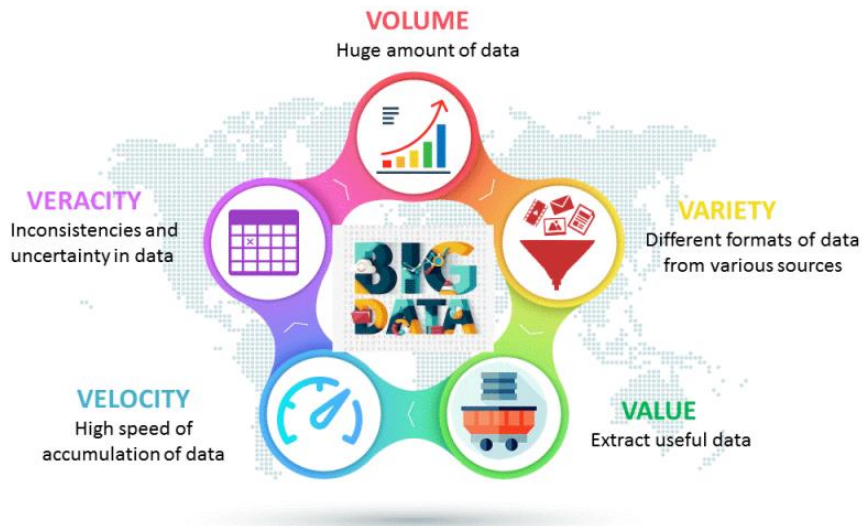 VOLUME
Huge amount of data
VERACITY
Inconsistencies and
uncertainty in data
VARIETY
Different formats of data
from various sources
BIG
DATA
VELOCITY
High speed of
accumulation of data
VALUE
Extract useful data